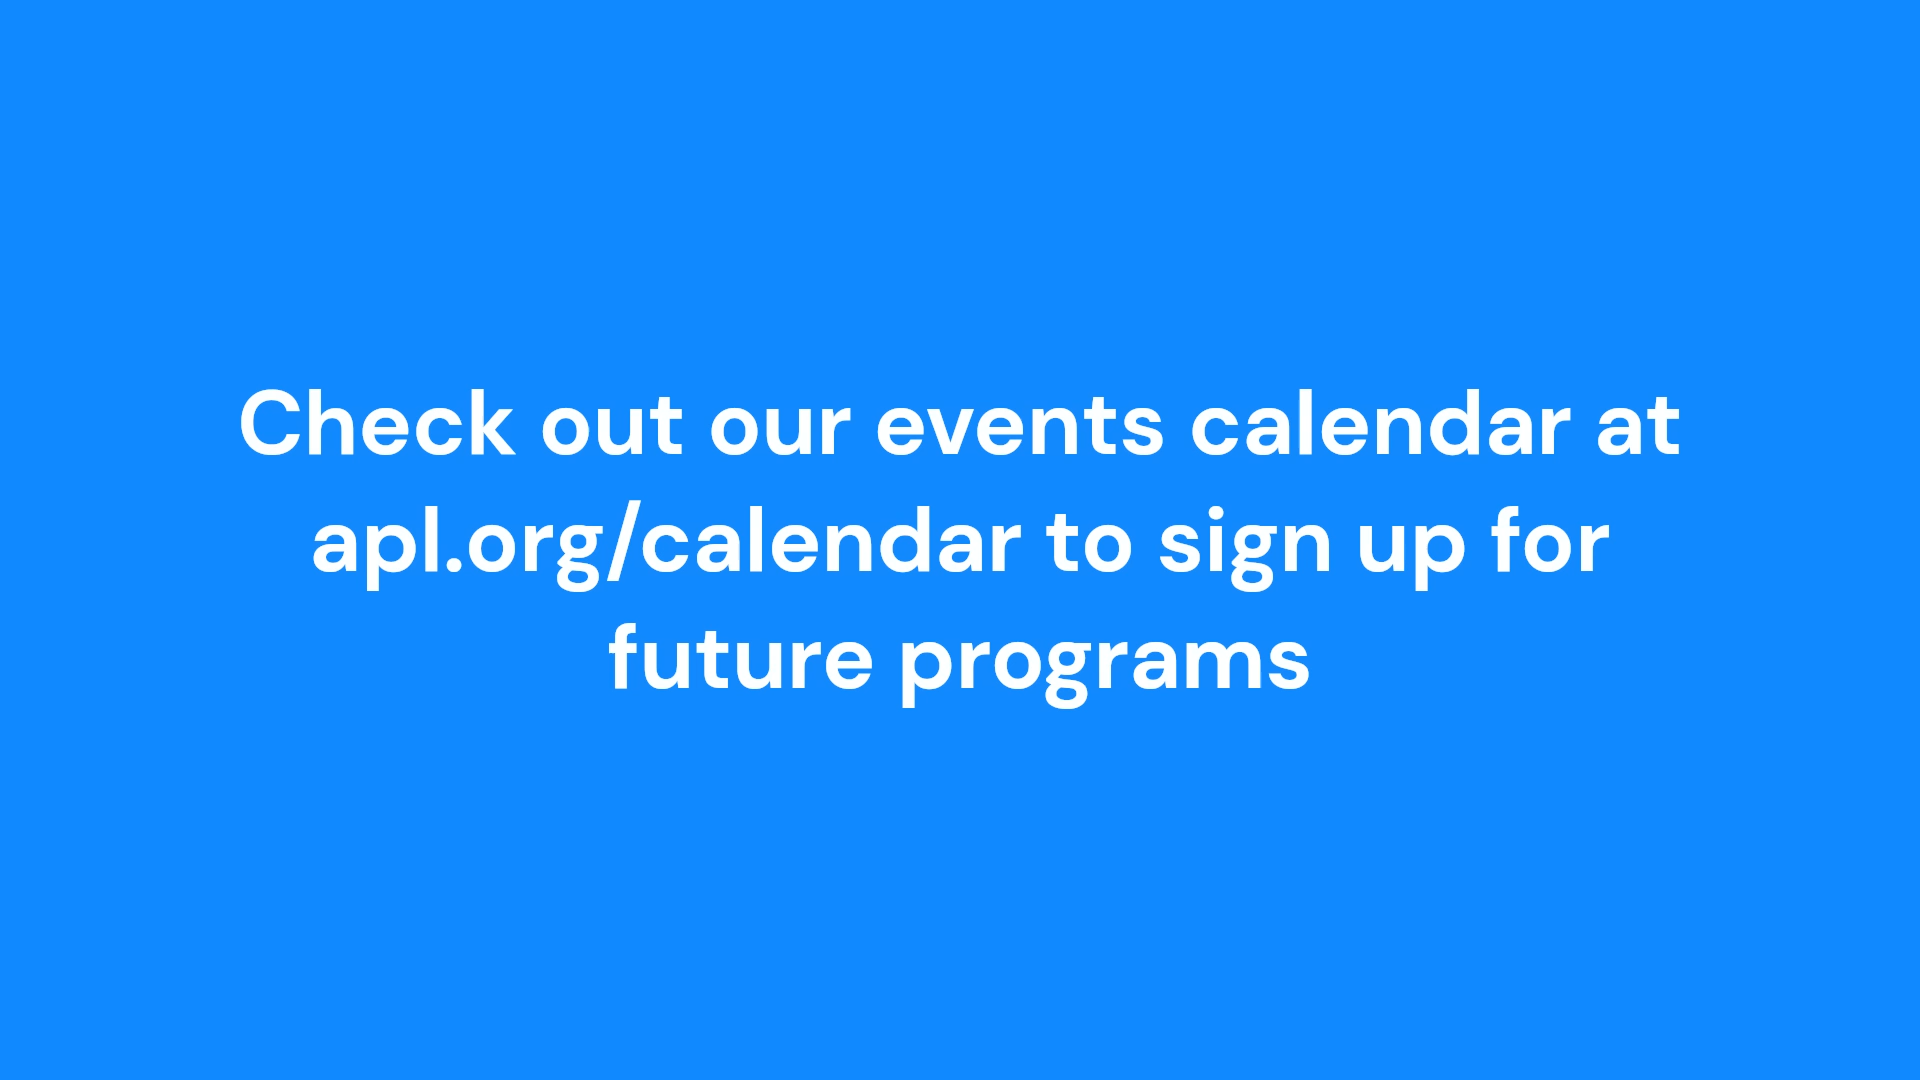 Check out our events calendar at
apl.org/calendar to sign up for
future programs